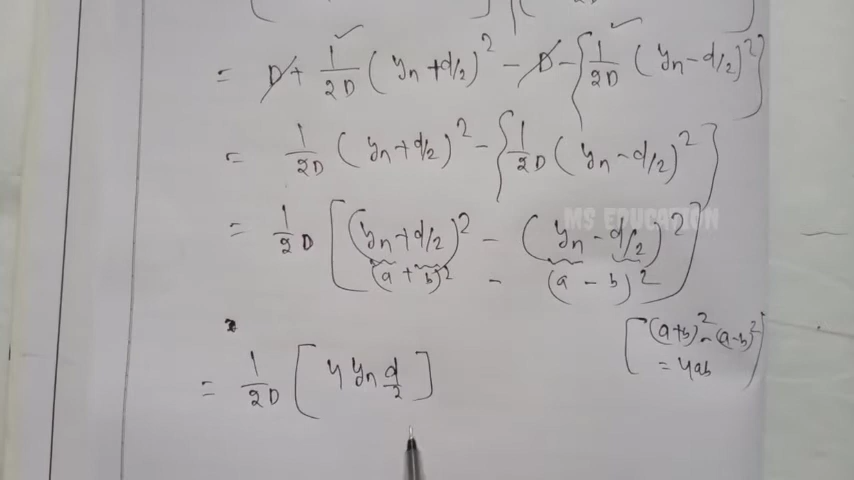 2D
= D + 1/2D (yn + d/2)^2 - D - { 1/2D (yn - d/2)^2 }
= 1/2D (yn + d/2)^2 - { 1/2D (yn - d/2)^2 }
= 1/2D [ (yn + d/2)^2 - (yn - d/2)^2 ]
(a + b)^2 - (a - b)^2
MS EDUCATION
[ (a+b)^2 - (a-b)^2
= 4ab ]
= 1/2D [ 4 yn d/2 ]